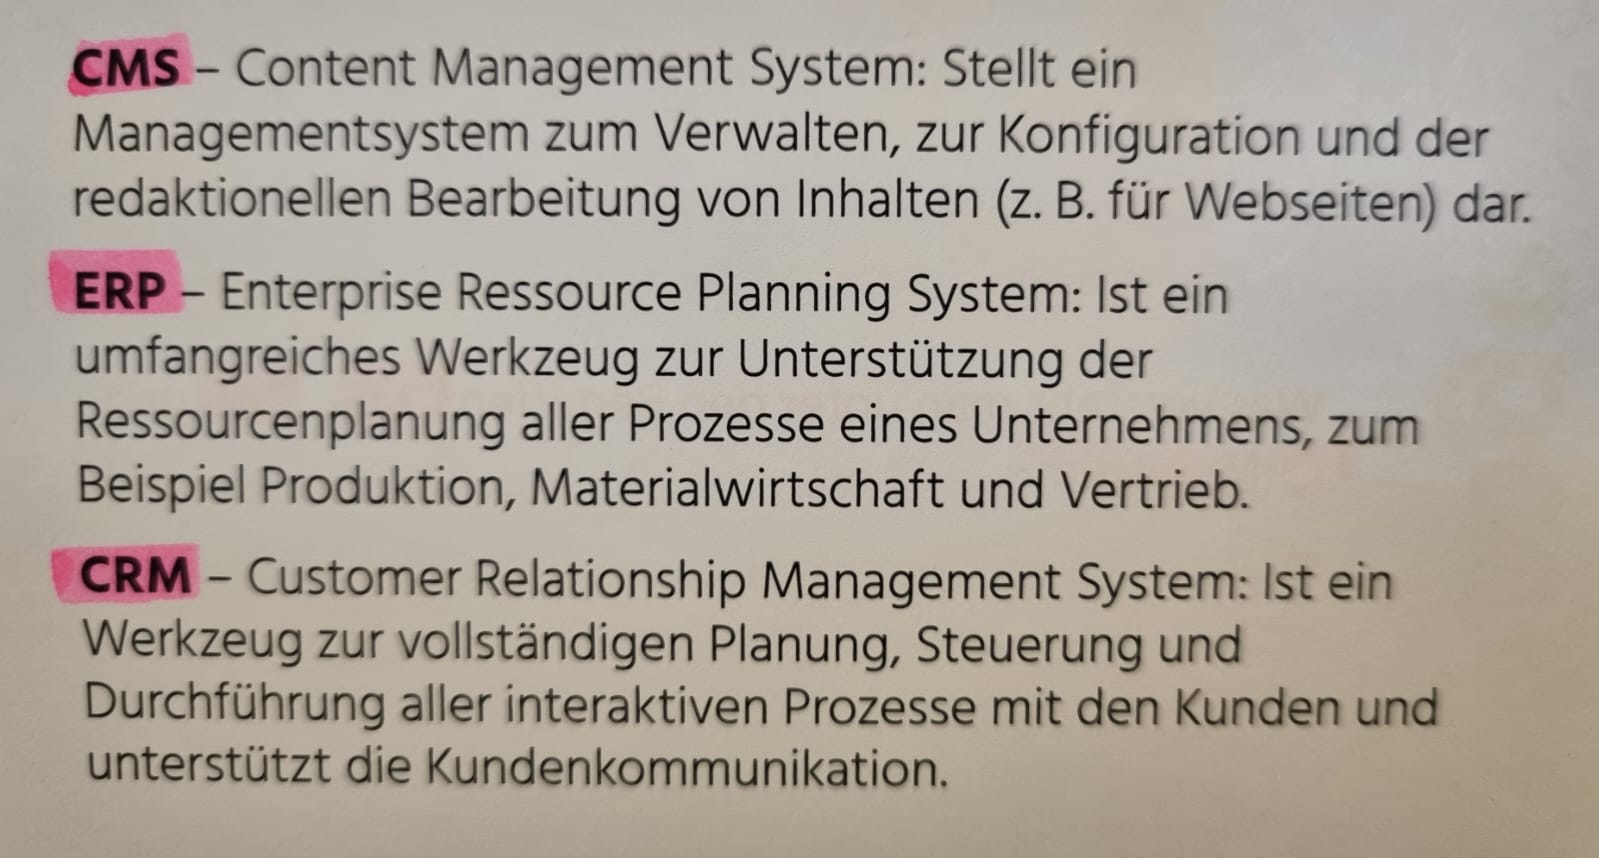 CMS – Content Management System: Stellt ein
Managementsystem zum Verwalten, zur Konfiguration und der
redaktionellen Bearbeitung von Inhalten (z. B. für Webseiten) dar.
ERP – Enterprise Ressource Planning System: Ist ein
umfangreiches Werkzeug zur Unterstützung der
Ressourcenplanung aller Prozesse eines Unternehmens, zum
Beispiel Produktion, Materialwirtschaft und Vertrieb.
CRM – Customer Relationship Management System: Ist ein
Werkzeug zur vollständigen Planung, Steuerung und
Durchführung aller interaktiven Prozesse mit den Kunden und
unterstützt die Kundenkommunikation.